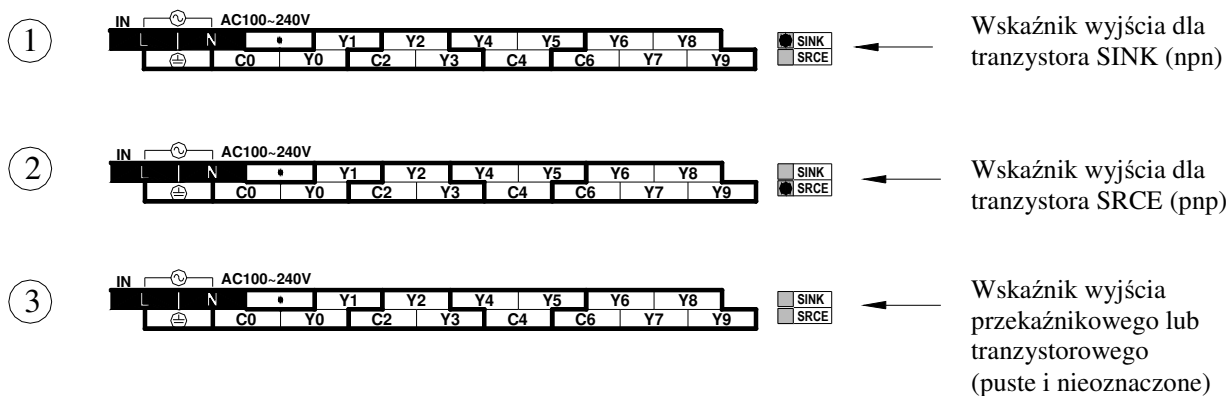 1
IN AC100~240V
L N Y1 Y2 Y4 Y5 Y6 Y8
C0 Y0 C2 Y3 C4 C6 Y7 Y9
SINK
SRCE
Wskaźnik wyjścia dla
tranzystora SINK (npn)
2
IN AC100~240V
L N Y1 Y2 Y4 Y5 Y6 Y8
C0 Y0 C2 Y3 C4 C6 Y7 Y9
SINK
SRCE
Wskaźnik wyjścia dla
tranzystora SRCE (pnp)
3
IN AC100~240V
L N Y1 Y2 Y4 Y5 Y6 Y8
C0 Y0 C2 Y3 C4 C6 Y7 Y9
SINK
SRCE
Wskaźnik wyjścia
przekaźnikowego lub
tranzystorowego
(puste i nieoznaczone)